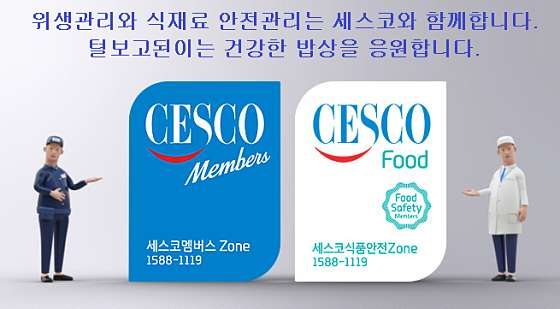 위생관리와 식재료 안전관리는 세스코와 함께합니다.
털보고된이는 건강한 밥상을 응원합니다.
CESCO
Members
세스코멤버스 Zone
1588-1119
CESCO
Food
Food
Safety
Members
세스코식품안전Zone
1588-1119